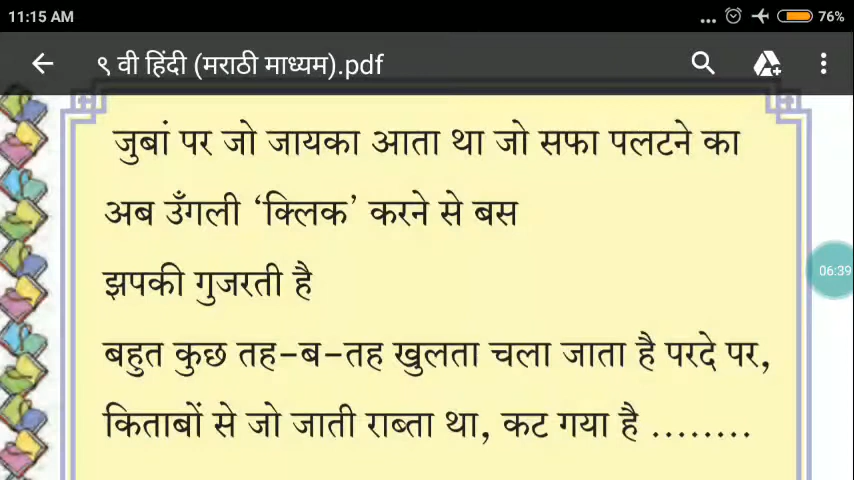 11:15 AM
76%
९ वी हिंदी (मराठी माध्यम).pdf
जुबां पर जो जायका आता था जो सफा पलटने का
अब उँगली ‘क्लिक’ करने से बस
झपकी गुजरती है
बहुत कुछ तह-ब-तह खुलता चला जाता है परदे पर,
06:39
किताबों से जो जाती राब्ता था, कट गया है ........